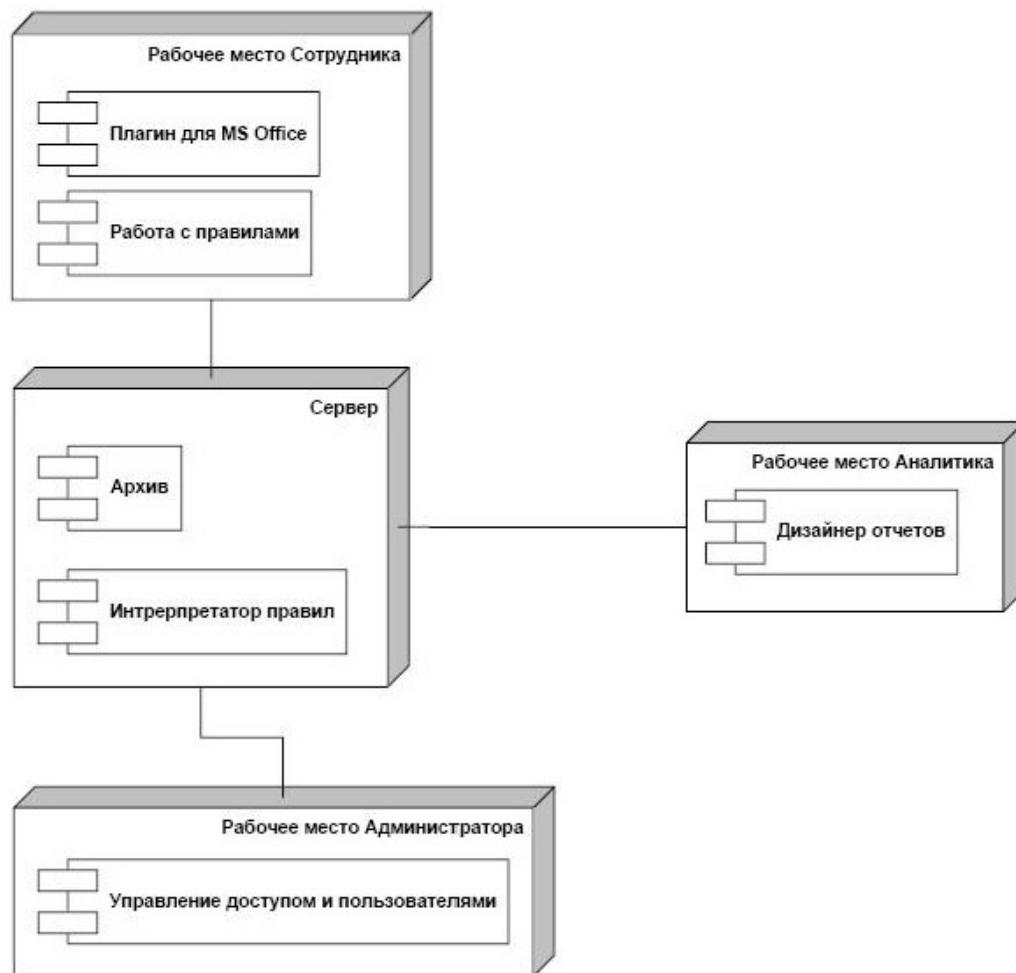 Рабочее место Сотрудника
Плагин для MS Office
Работа с правилами
Сервер
Архив
Интрерпретатор правил
Рабочее место Аналитика
Дизайнер отчетов
Рабочее место Администратора
Управление доступом и пользователями